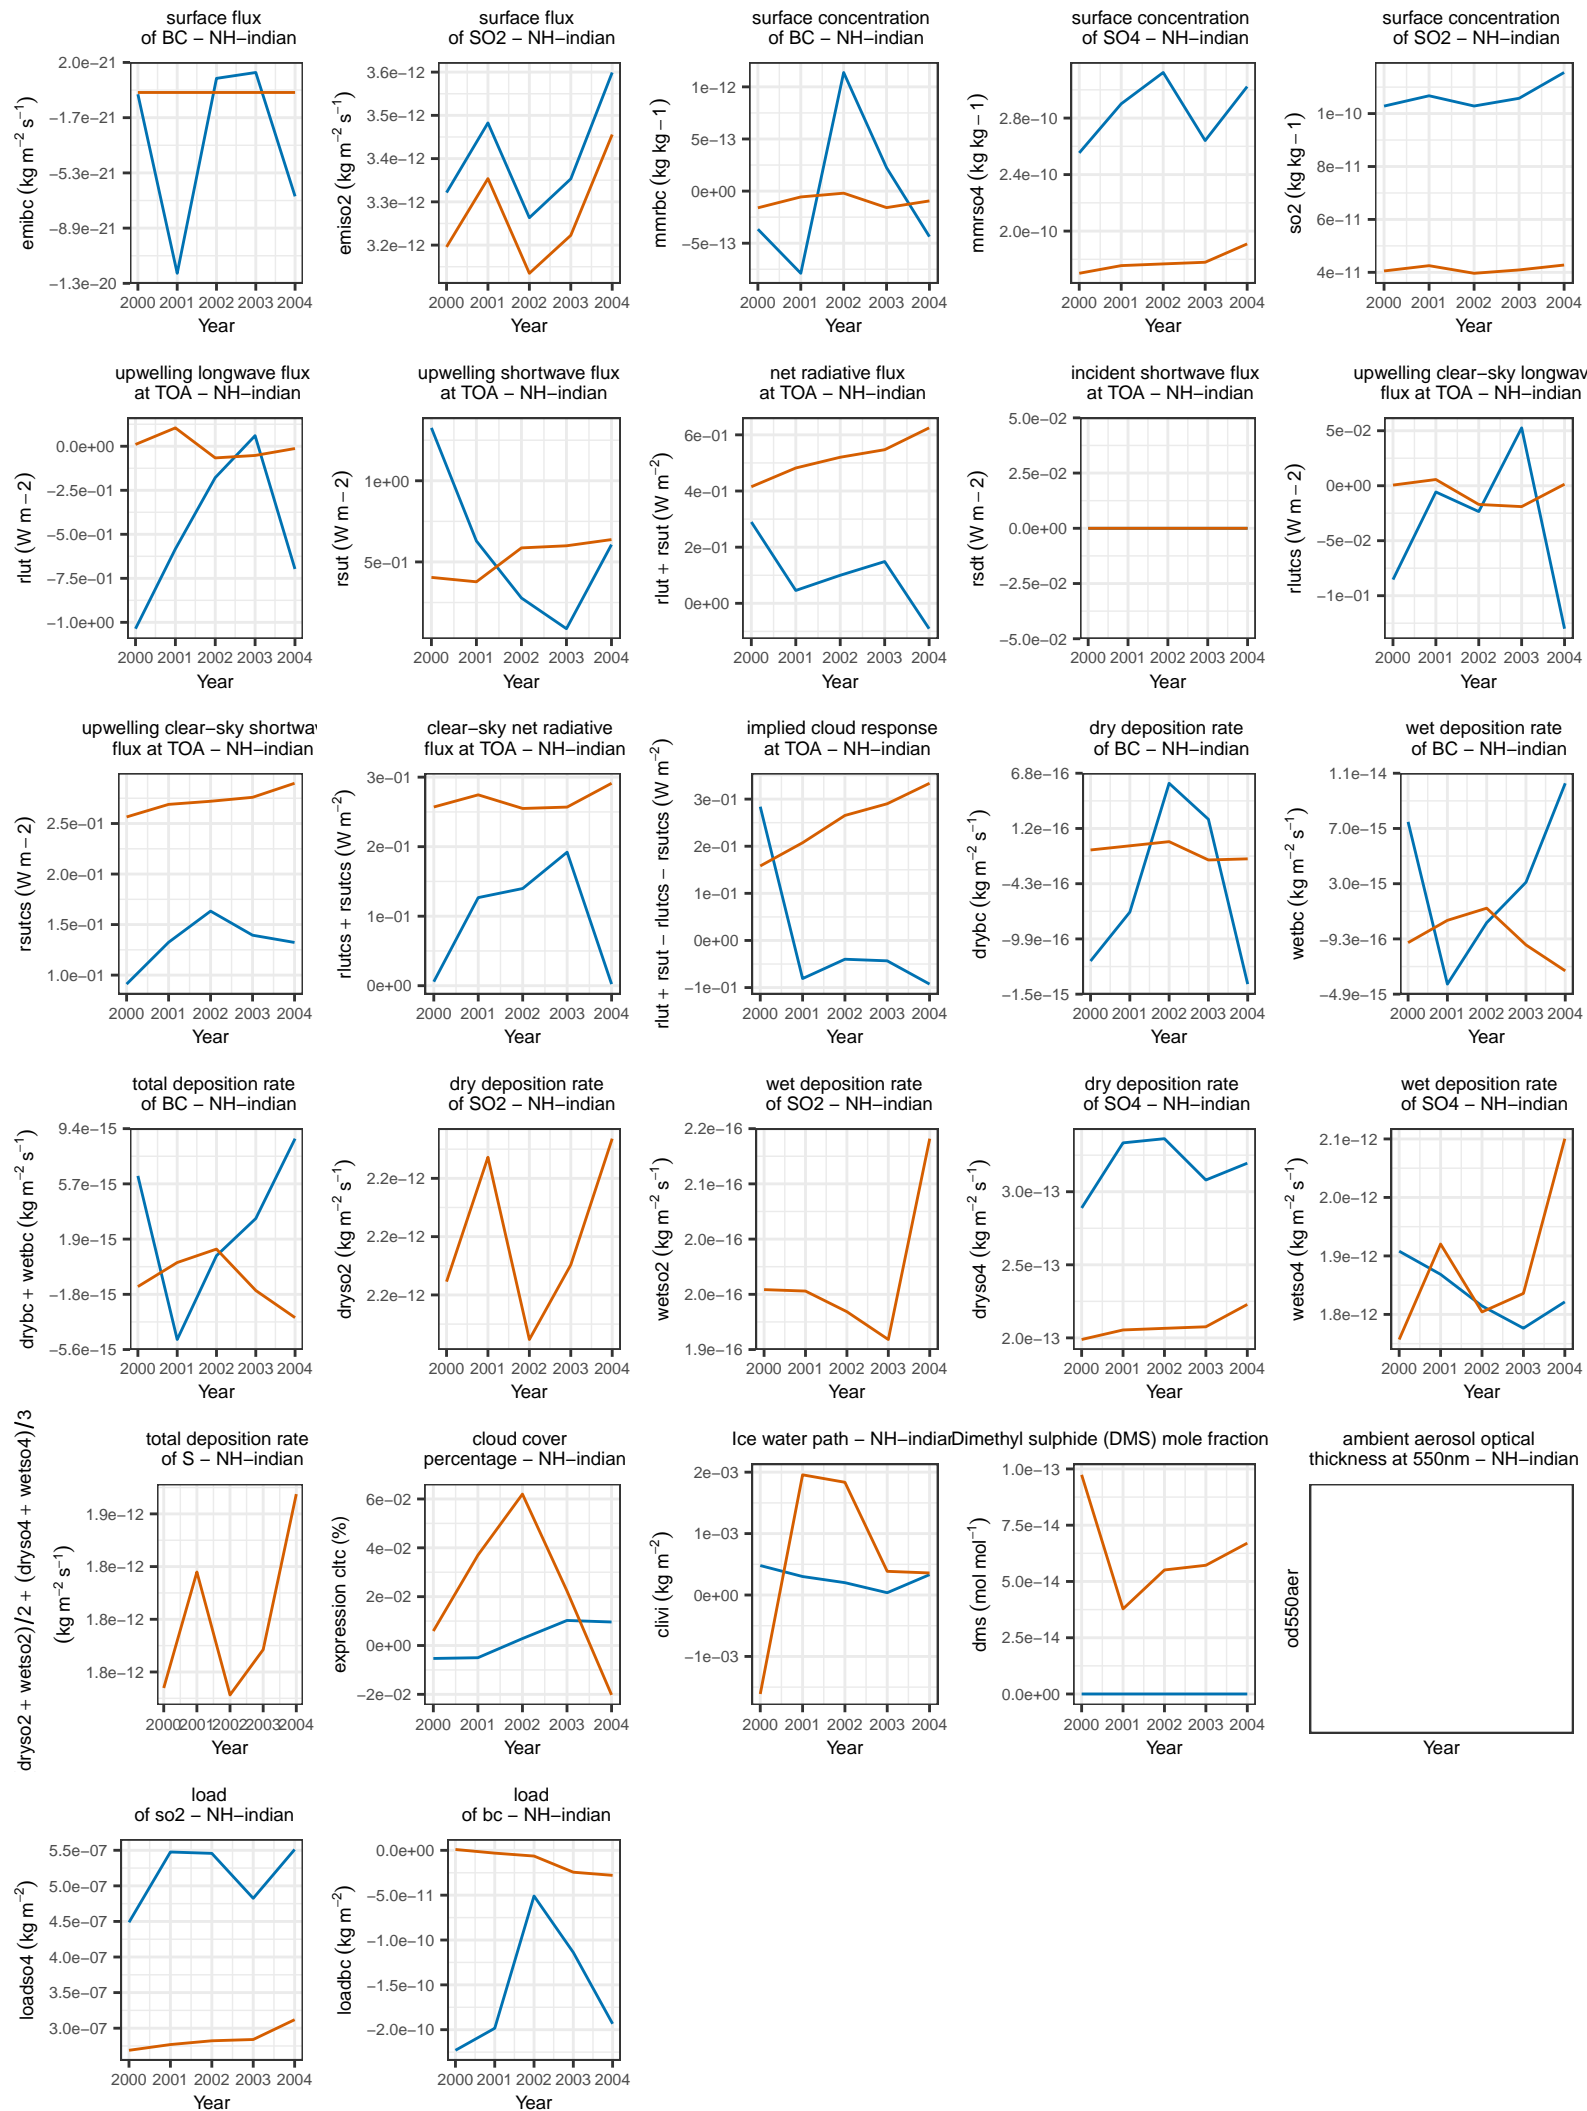 surface flux
of BC − NH−indian
emibc (kg m−2 s−1)
2.0e−21
−1.7e−21
−5.3e−21
−8.9e−21
−1.3e−20
2000 2001 2002 2003 2004
Year
surface flux
of SO2 − NH−indian
emiso2 (kg m−2 s−1)
3.6e−12
3.5e−12
3.4e−12
3.3e−12
3.2e−12
2000 2001 2002 2003 2004
Year
surface concentration
of BC − NH−indian
mmrbc (kg kg − 1)
1e−12
5e−13
0e+00
−5e−13
2000 2001 2002 2003 2004
Year
surface concentration
of SO4 − NH−indian
mmrso4 (kg kg − 1)
2.8e−10
2.4e−10
2.0e−10
2000 2001 2002 2003 2004
Year
surface concentration
of SO2 − NH−indian
so2 (kg kg − 1)
1e−10
8e−11
6e−11
4e−11
2000 2001 2002 2003 2004
Year
upwelling longwave flux
at TOA − NH−indian
rlut (W m − 2)
0.0e+00
−2.5e−01
−5.0e−01
−7.5e−01
−1.0e+00
2000 2001 2002 2003 2004
Year
upwelling shortwave flux
at TOA − NH−indian
rsut (W m − 2)
1e+00
5e−01
2000 2001 2002 2003 2004
Year
net radiative flux
at TOA − NH−indian
rlut + rsut (W m−2)
6e−01
4e−01
2e−01
0e+00
2000 2001 2002 2003 2004
Year
incident shortwave flux
at TOA − NH−indian
rsdt (W m − 2)
5.0e−02
2.5e−02
0.0e+00
−2.5e−02
−5.0e−02
2000 2001 2002 2003 2004
Year
upwelling clear−sky longwav
flux at TOA − NH−indian
rlutcs (W m − 2)
5e−02
0e+00
−5e−02
−1e−01
2000 2001 2002 2003 2004
Year
upwelling clear−sky shortwav
flux at TOA − NH−indian
rsutcs (W m − 2)
2.5e−01
2.0e−01
1.5e−01
1.0e−01
2000 2001 2002 2003 2004
Year
clear−sky net radiative
flux at TOA − NH−indian
rlutcs + rsutcs (W m−2)
3e−01
2e−01
1e−01
0e+00
2000 2001 2002 2003 2004
Year
implied cloud response
at TOA − NH−indian
rlut + rsut − rlutcs − rsutcs (W m−2)
3e−01
2e−01
1e−01
0e+00
−1e−01
2000 2001 2002 2003 2004
Year
dry deposition rate
of BC − NH−indian
drybc (kg m−2 s−1)
6.8e−16
1.2e−16
−4.3e−16
−9.9e−16
−1.5e−15
2000 2001 2002 2003 2004
Year
wet deposition rate
of BC − NH−indian
wetbc (kg m−2 s−1)
1.1e−14
7.0e−15
3.0e−15
−9.3e−16
−4.9e−15
2000 2001 2002 2003 2004
Year
total deposition rate
of BC − NH−indian
drybc + wetbc (kg m−2 s−1)
9.4e−15
5.7e−15
1.9e−15
−1.8e−15
−5.6e−15
2000 2001 2002 2003 2004
Year
dry deposition rate
of SO2 − NH−indian
dryso2 (kg m−2 s−1)
2.2e−12
2.2e−12
2.2e−12
2000 2001 2002 2003 2004
Year
wet deposition rate
of SO2 − NH−indian
wetso2 (kg m−2 s−1)
2.2e−16
2.1e−16
2.0e−16
2.0e−16
1.9e−16
2000 2001 2002 2003 2004
Year
dry deposition rate
of SO4 − NH−indian
dryso4 (kg m−2 s−1)
3.0e−13
2.5e−13
2.0e−13
2000 2001 2002 2003 2004
Year
wet deposition rate
of SO4 − NH−indian
wetso4 (kg m−2 s−1)
2.1e−12
2.0e−12
1.9e−12
1.8e−12
2000 2001 2002 2003 2004
Year
total deposition rate
of S − NH−indian
dryso2 + wetso2)/2 + (dryso4 + wetso4)/3
(kg m−2 s−1)
1.9e−12
1.8e−12
1.8e−12
1.8e−12
2000 2001 2002 2003 2004
Year
cloud cover
percentage − NH−indian
expression cltc (%)
6e−02
4e−02
2e−02
0e+00
−2e−02
2000 2001 2002 2003 2004
Year
Ice water path − NH−indian
clivi (kg m−2)
2e−03
1e−03
0e+00
−1e−03
2000 2001 2002 2003 2004
Year
Dimethyl sulphide (DMS) mole fraction
dms (mol mol−1)
1.0e−13
7.5e−14
5.0e−14
2.5e−14
0.0e+00
2000 2001 2002 2003 2004
Year
ambient aerosol optical
thickness at 550nm − NH−indian
od550aer
Year
load
of so2 − NH−indian
loadso4 (kg m−2)
5.5e−07
5.0e−07
4.5e−07
4.0e−07
3.5e−07
3.0e−07
2000 2001 2002 2003 2004
Year
load
of bc − NH−indian
loadbc (kg m−2)
0.0e+00
−5.0e−11
−1.0e−10
−1.5e−10
−2.0e−10
2000 2001 2002 2003 2004
Year